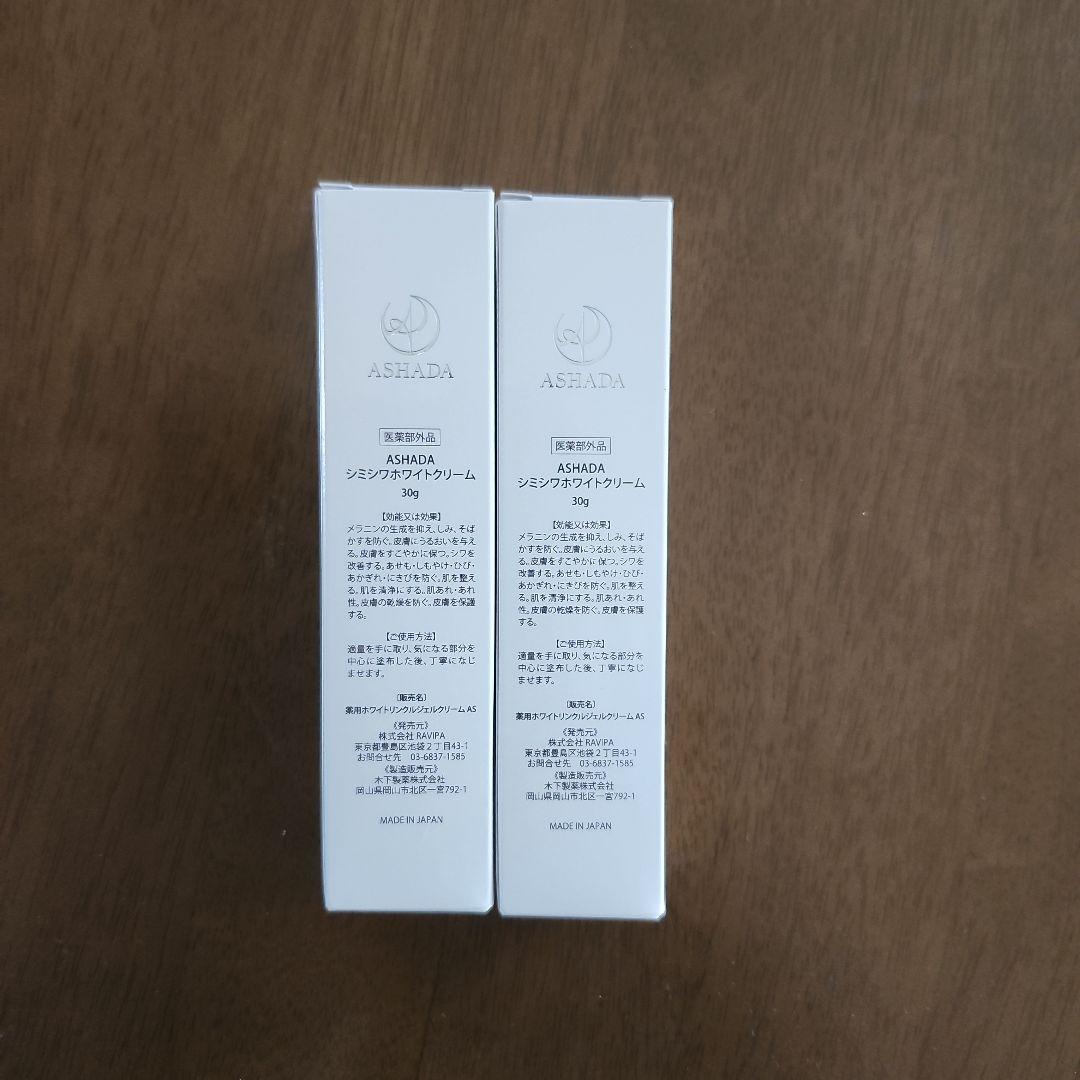 ASHADA
医薬部外品
ASHADA
シミシワホワイトクリーム
30g
【効能又は効果】
メラニンの生成を抑え、しみ、そば
かすを防ぐ。皮膚にうるおいを与え
る。皮膚をすこやかに保つ。シワを
改善する。あせも・しもやけ・ひび・
あかぎれ・にきびを防ぐ。肌を整え
る。肌を清浄にする。肌あれ・あれ
性。皮膚の乾燥を防ぐ。皮膚を保護
する。
【ご使用方法】
適量を手に取り、気になる部分を
中心に塗布した後、丁寧になじ
ませます。
〔販売名〕
薬用ホワイトリンクルジェルクリーム AS
《発売元》
株式会社 RAVIPA
東京都豊島区池袋2丁目43-1
お問合せ先 03-6837-1585
《製造販売元》
木下製薬株式会社
岡山県岡山市北区一宮792-1
MADE IN JAPAN
ASHADA
医薬部外品
ASHADA
シミシワホワイトクリーム
30g
【効能又は効果】
メラニンの生成を抑え、しみ、そば
かすを防ぐ。皮膚にうるおいを与え
る。皮膚をすこやかに保つ。シワを
改善する。あせも・しもやけ・ひび・
あかぎれ・にきびを防ぐ。肌を整え
る。肌を清浄にする。肌あれ・あれ
性。皮膚の乾燥を防ぐ。皮膚を保護
する。
【ご使用方法】
適量を手に取り、気になる部分を
中心に塗布した後、丁寧になじ
ませます。
〔販売名〕
薬用ホワイトリンクルジェルクリーム AS
《発売元》
株式会社 RAVIPA
東京都豊島区池袋2丁目43-1
お問合せ先 03-6837-1585
《製造販売元》
木下製薬株式会社
岡山県岡山市北区一宮792-1
MADE IN JAPAN